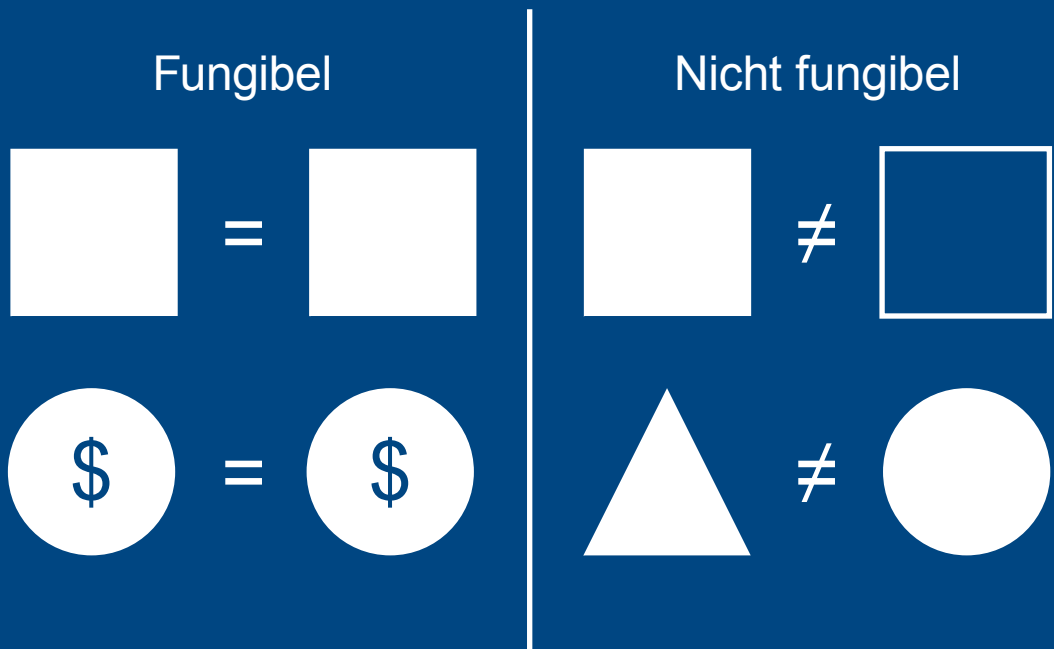 Fungibel
Nicht fungibel
=
≠
$ = $
≠